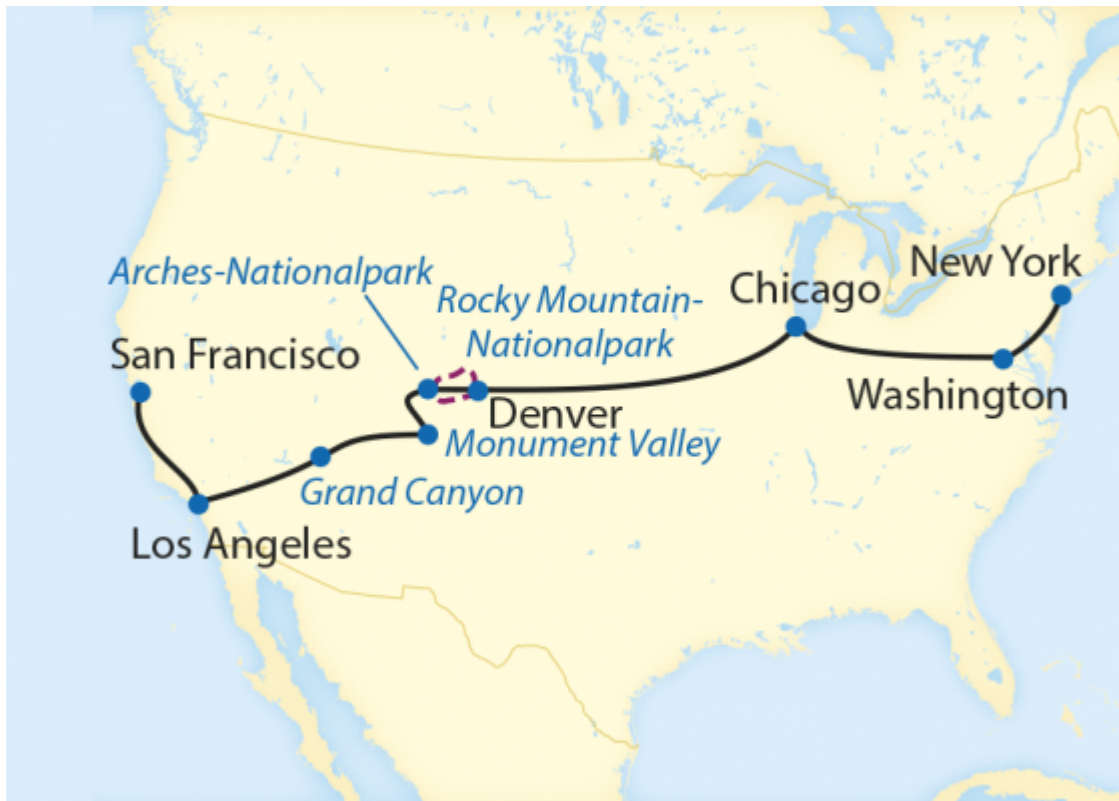 New York
Arches-Nationalpark
Chicago
Rocky Mountain-
Nationalpark
San Francisco
Washington
Denver
Monument Valley
Grand Canyon
Los Angeles